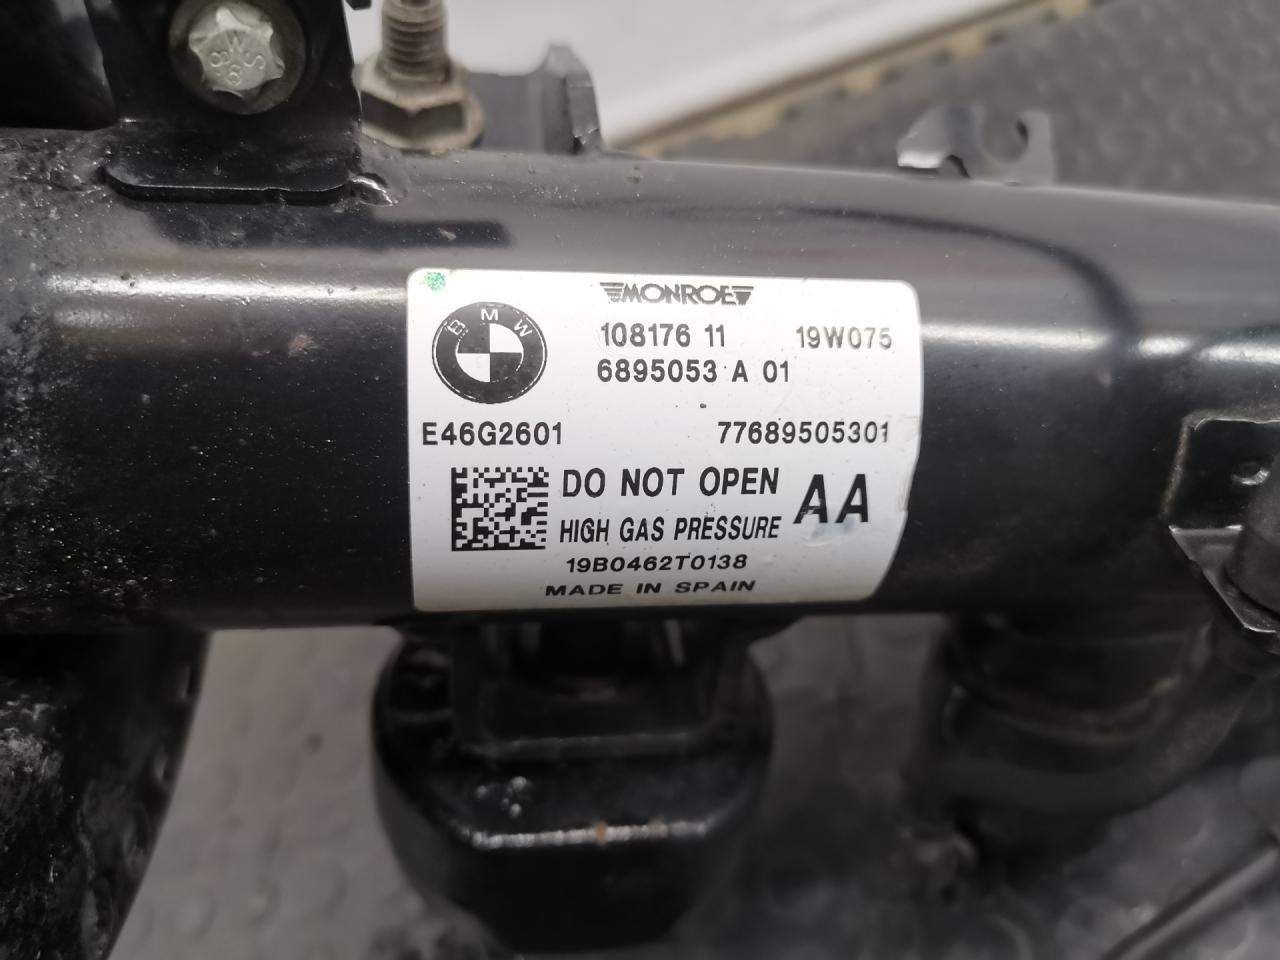 MONROE
BMW
108176 11 19W075
6895053 A 01
E46G2601 77689505301
DO NOT OPEN AA
HIGH GAS PRESSURE
19B0462T0138
MADE IN SPAIN